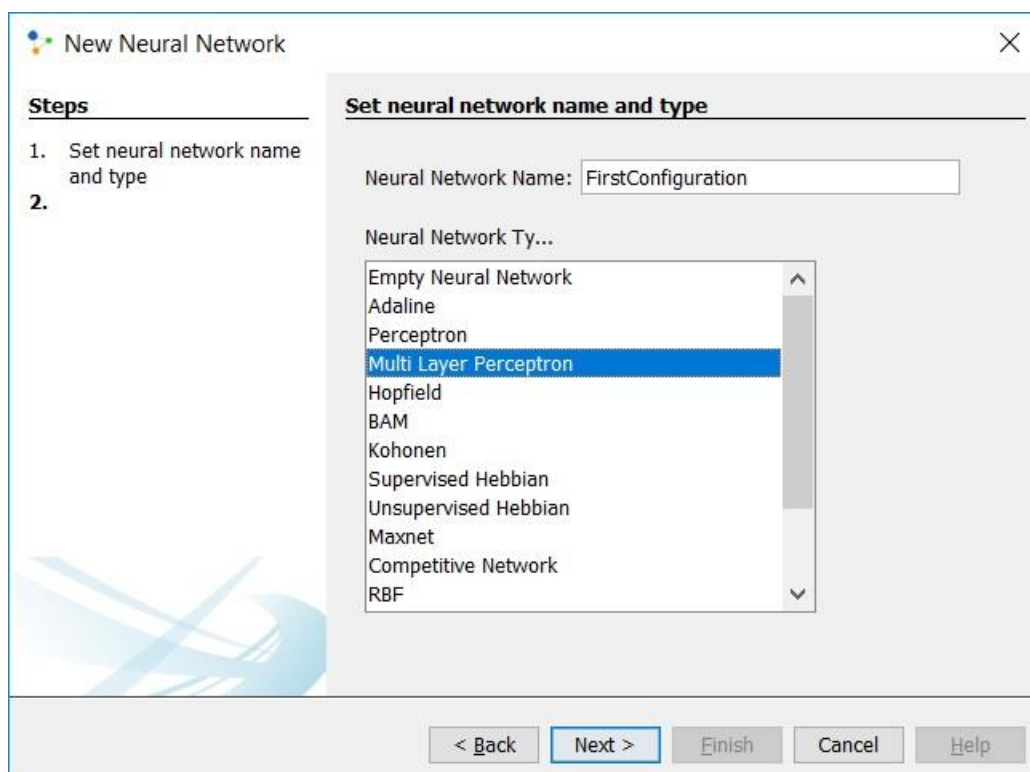 New Neural Network
Steps
1. Set neural network name
and type
2.
Set neural network name and type
Neural Network Name: FirstConfiguration
Neural Network Ty...
Empty Neural Network
Adaline
Perceptron
Multi Layer Perceptron
Hopfield
BAM
Kohonen
Supervised Hebbian
Unsupervised Hebbian
Maxnet
Competitive Network
RBF
< Back Next > Finish Cancel Help